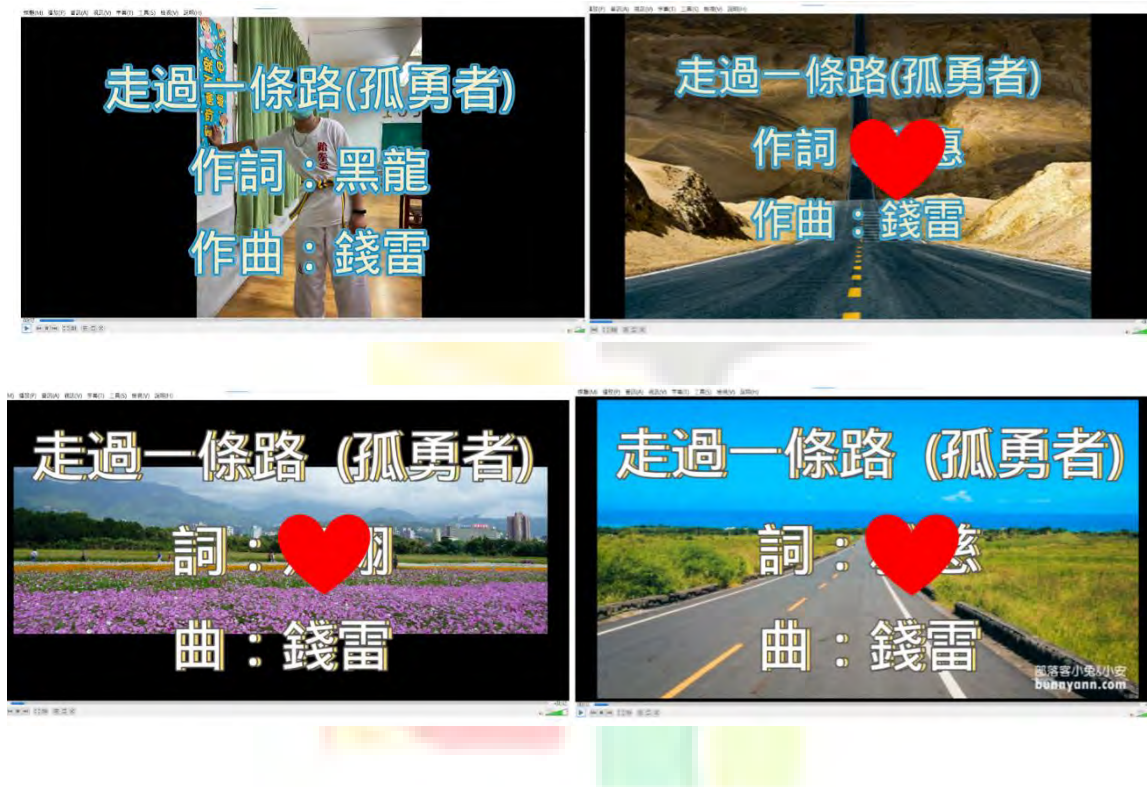 走過一條路(孤勇者)
作詞：黑龍
作曲：錢雷
走過一條路(孤勇者)
作詞 惠
作曲：錢雷
走過一條路 (孤勇者)
詞：翊
曲：錢雷
走過一條路 (孤勇者)
詞：慈
曲：錢雷
部落客小兔&小安
bunnyann.com